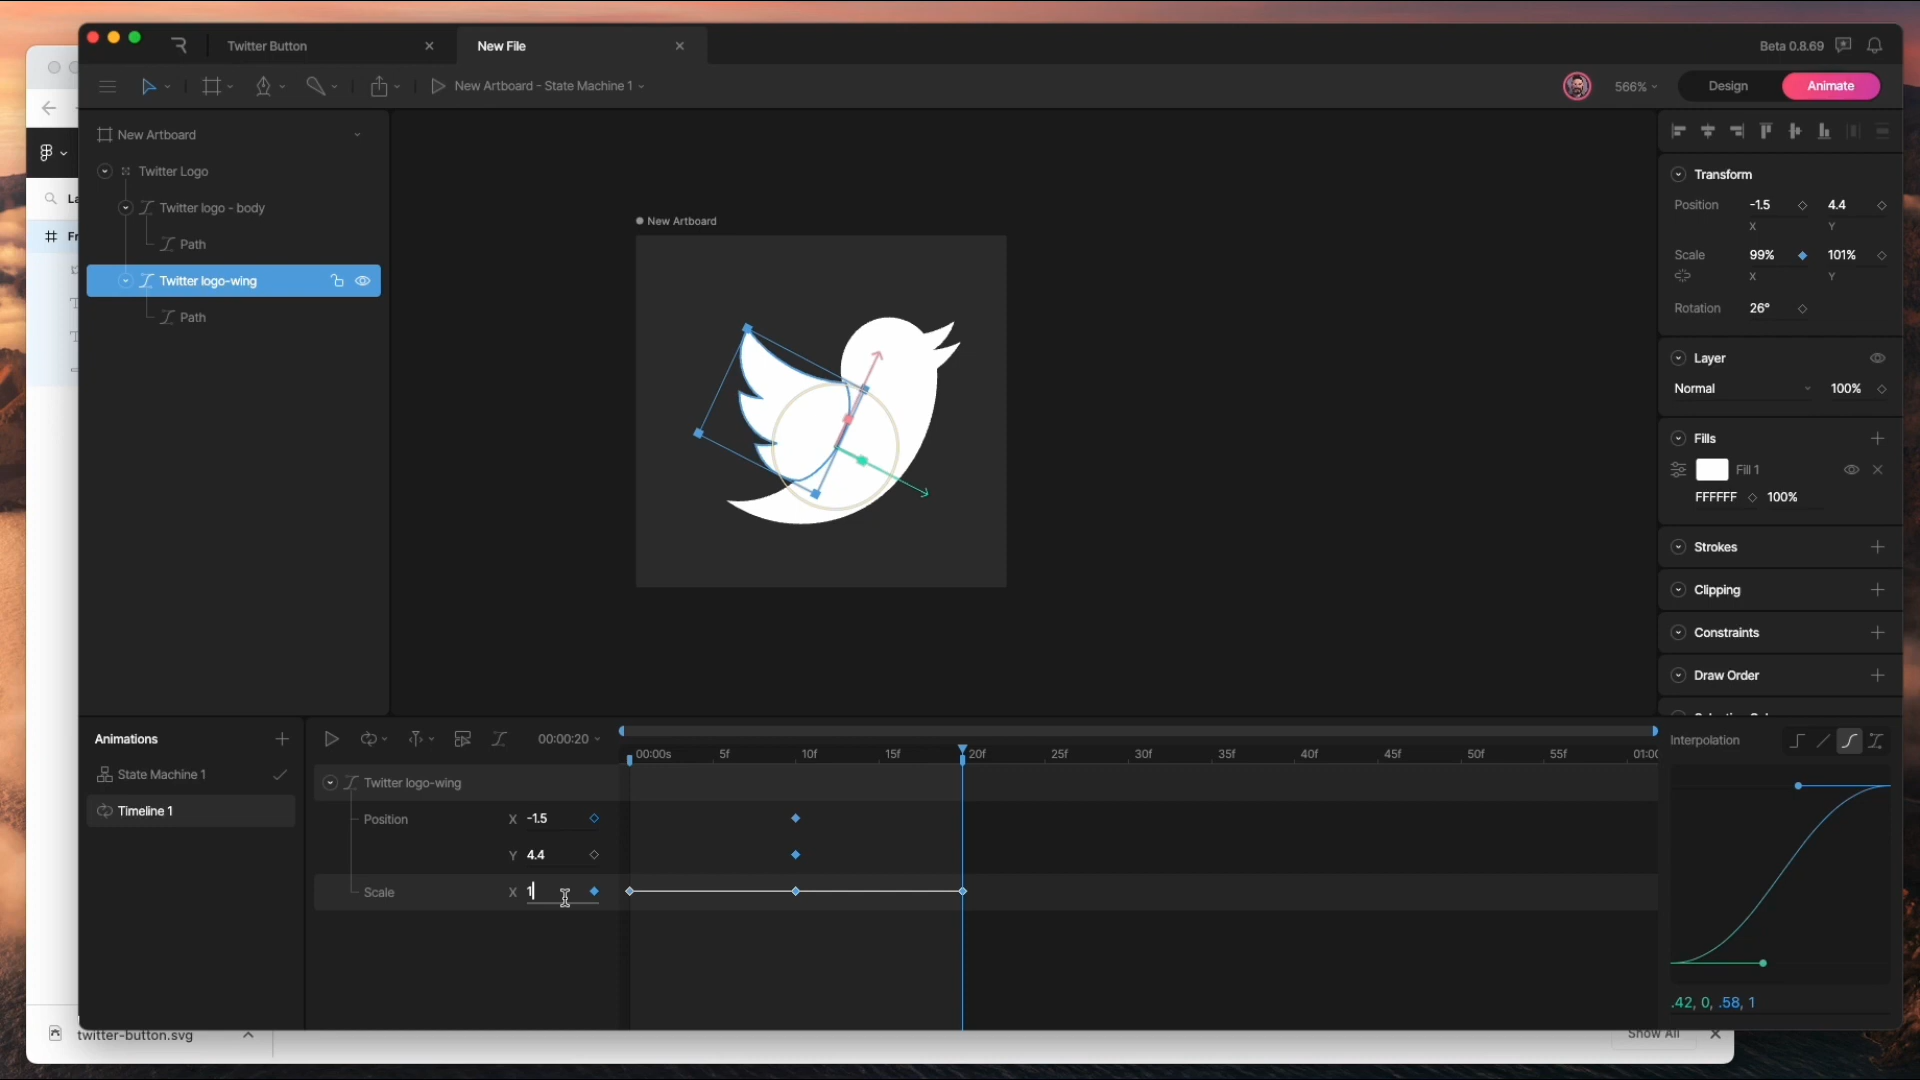 Twitter Button
New File
Beta 0.8.69
New Artboard - State Machine 1
566%
Design
Animate
New Artboard
Twitter Logo
Twitter logo - body
Path
Twitter logo-wing
Path
New Artboard
Transform
Position
-1.5
4.4
X
Y
Scale
99%
101%
X
Y
Rotation
26°
Layer
Normal
100%
Fills
Fill 1
FFFFFF
100%
Strokes
Clipping
Constraints
Draw Order
Animations
State Machine 1
Timeline 1
00:00:20
00:00s
5f
10f
15f
20f
25f
30f
35f
40f
45f
50f
55f
01:00
Twitter logo-wing
Position
X -1.5
Y 4.4
Scale
X 1
Interpolation
.42, 0, .58, 1
twitter-button.svg
Show All